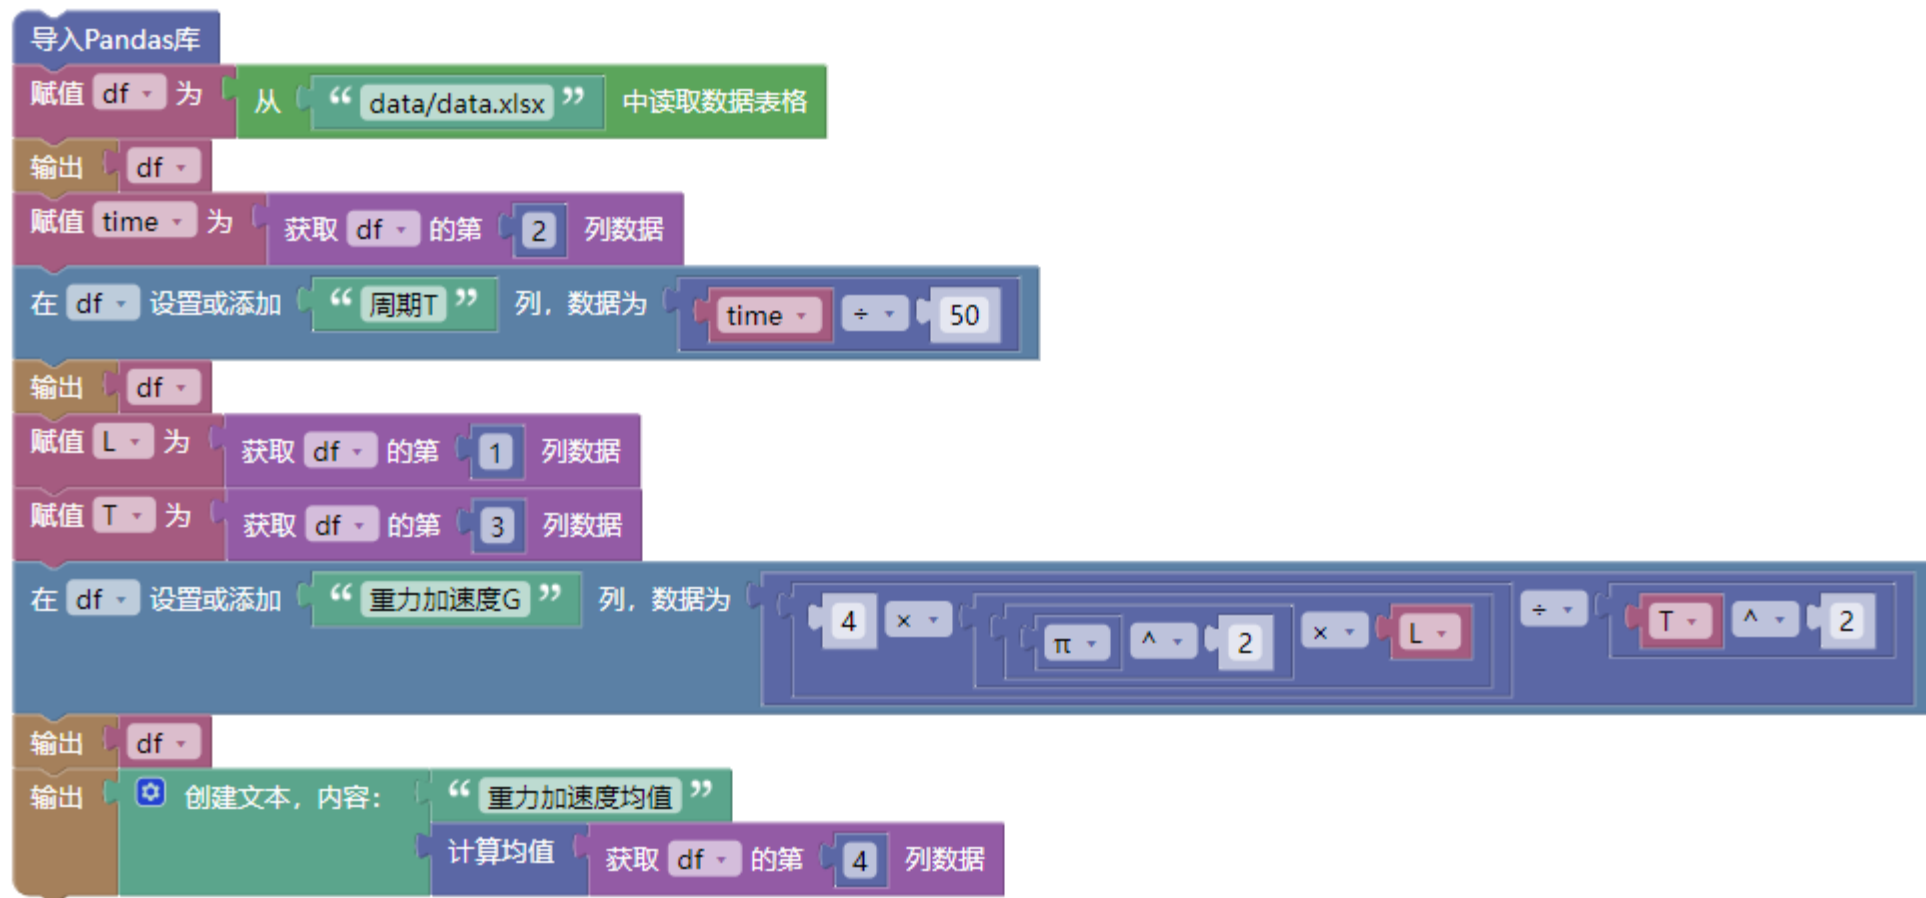 导入Pandas库
赋值 df 为 从 “ data/data.xlsx ” 中读取数据表格
输出 df
赋值 time 为 获取 df 的第 2 列数据
在 df 设置或添加 “ 周期T ” 列，数据为 time ÷ 50
输出 df
赋值 L 为 获取 df 的第 1 列数据
赋值 T 为 获取 df 的第 3 列数据
在 df 设置或添加 “ 重力加速度G ” 列，数据为 4 × π ^ 2 × L ÷ T ^ 2
输出 df
输出 创建文本，内容： “ 重力加速度均值 ”
计算均值 获取 df 的第 4 列数据